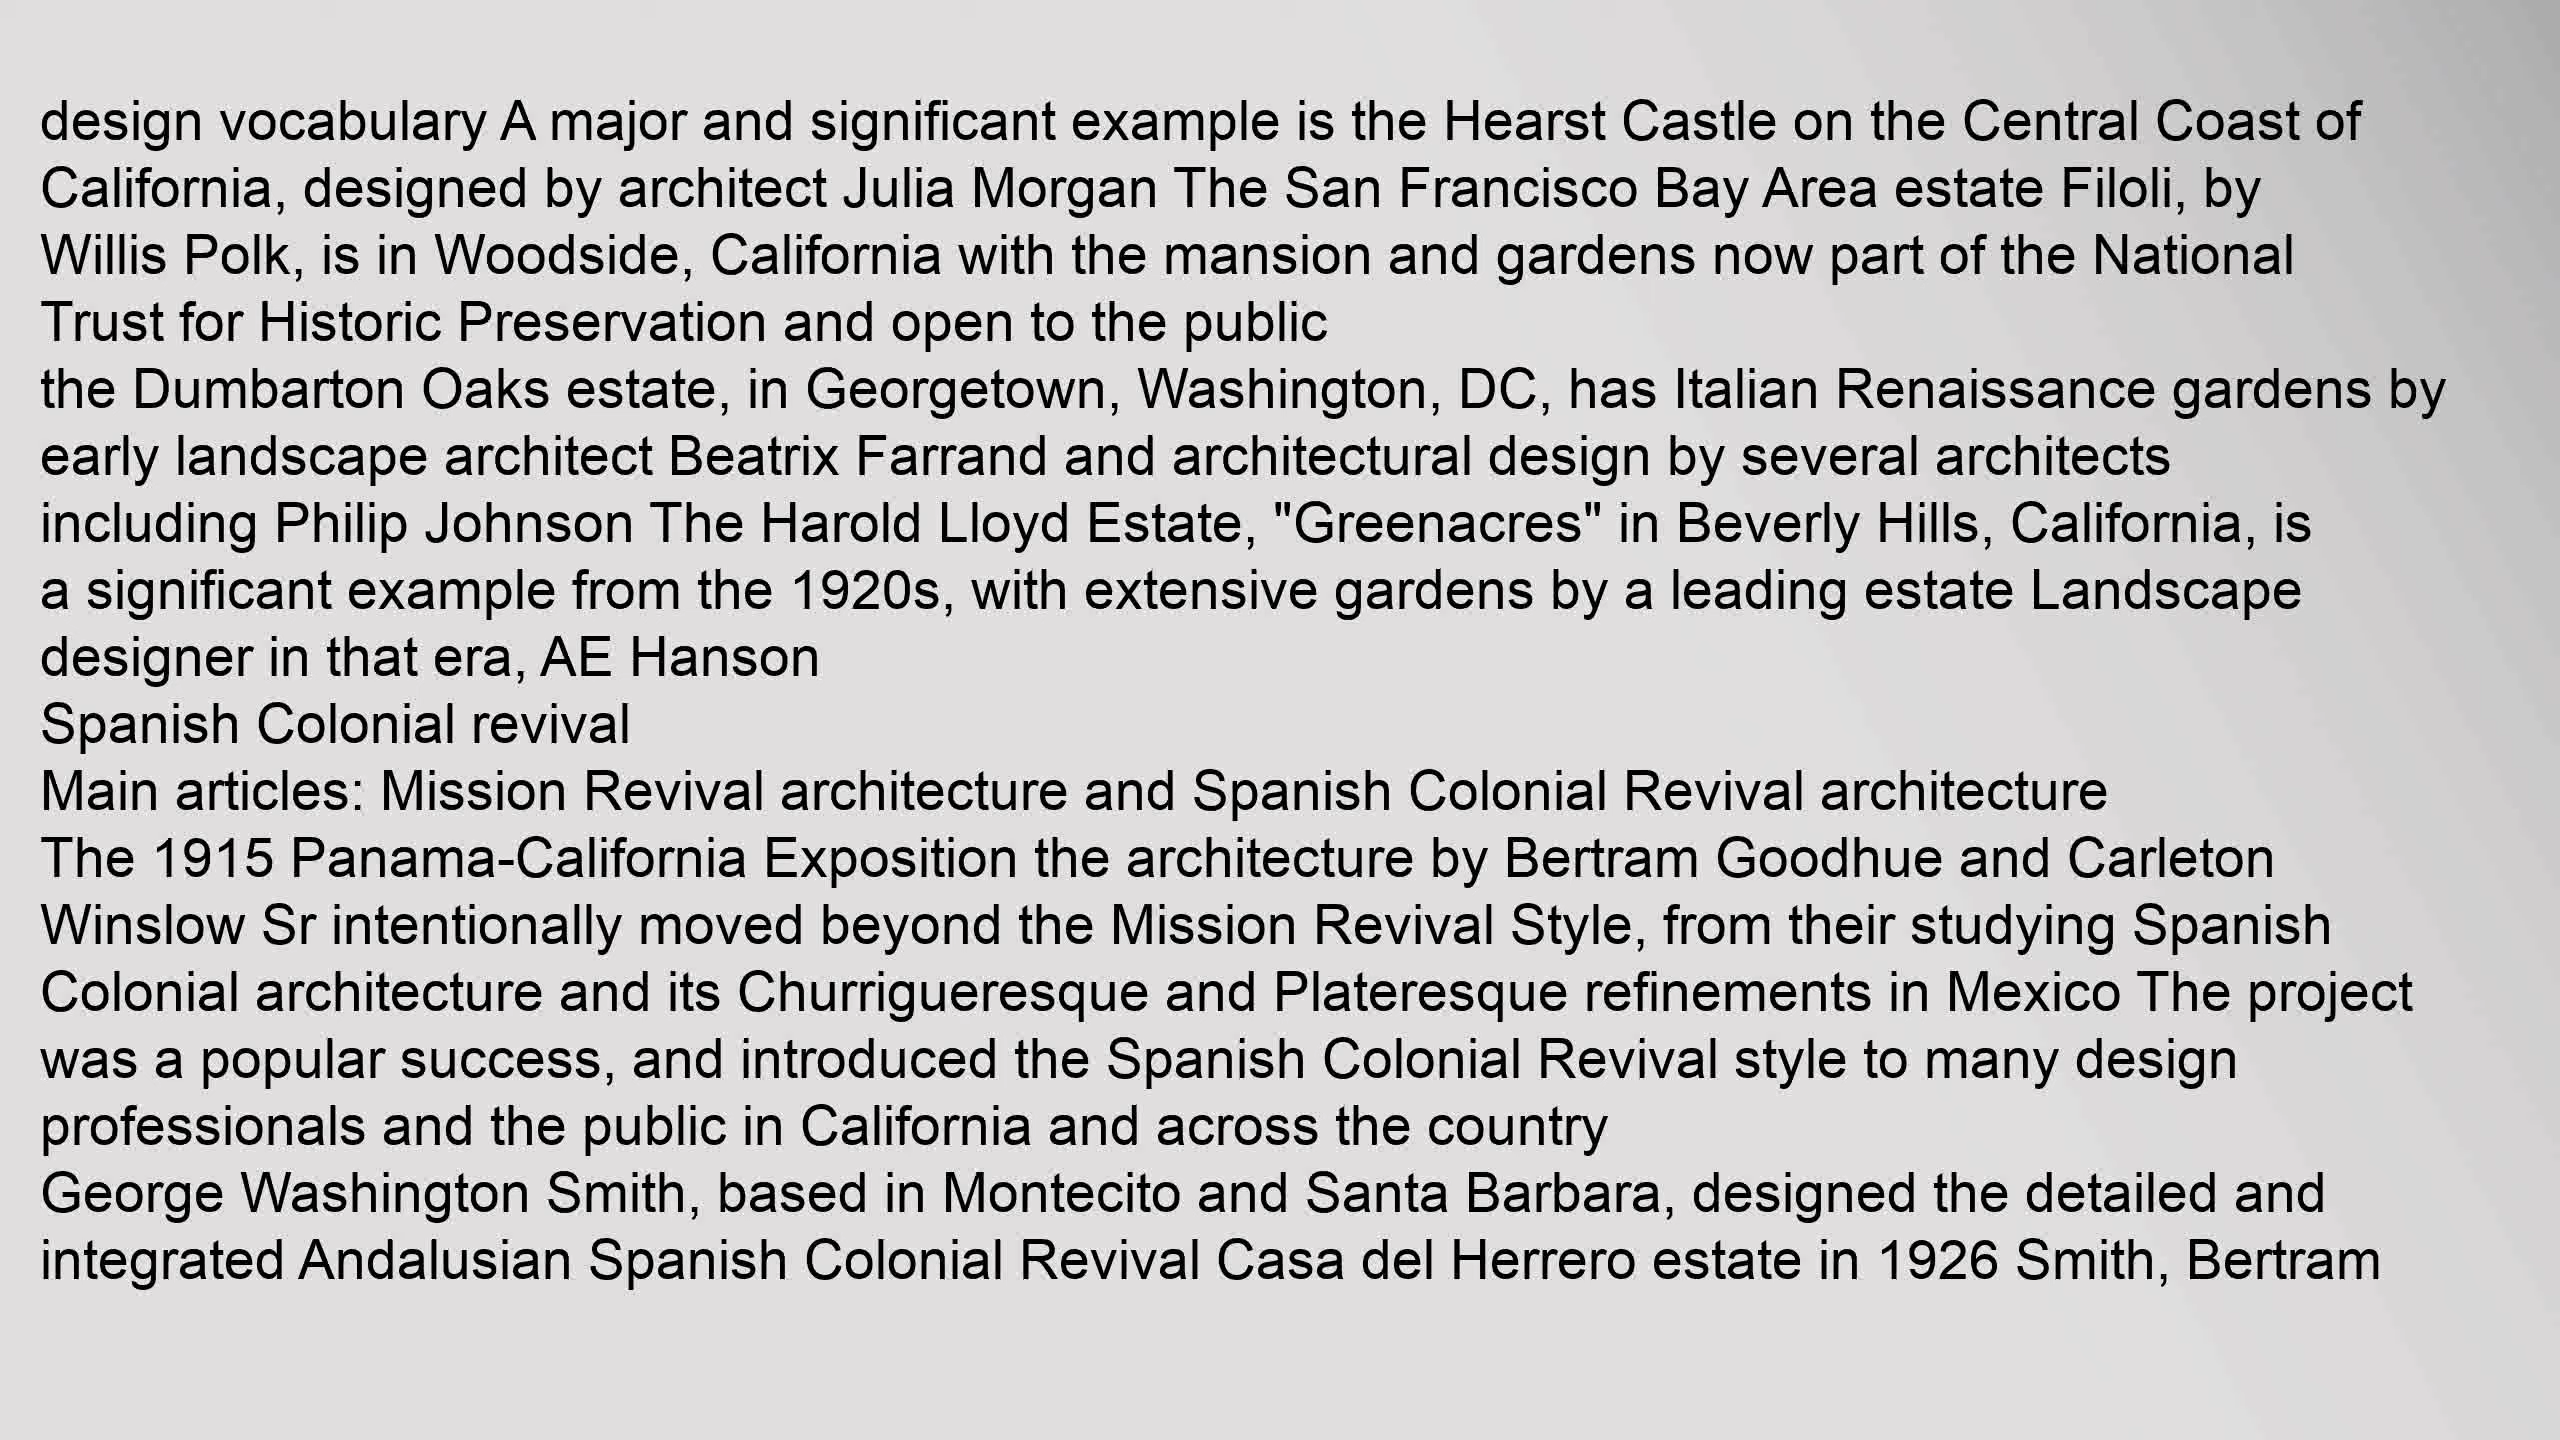 design vocabulary A major and significant example is the Hearst Castle on the Central Coast of
California, designed by architect Julia Morgan The San Francisco Bay Area estate Filoli, by
Willis Polk, is in Woodside, California with the mansion and gardens now part of the National
Trust for Historic Preservation and open to the public
the Dumbarton Oaks estate, in Georgetown, Washington, DC, has Italian Renaissance gardens by
early landscape architect Beatrix Farrand and architectural design by several architects
including Philip Johnson The Harold Lloyd Estate, "Greenacres" in Beverly Hills, California, is
a significant example from the 1920s, with extensive gardens by a leading estate Landscape
designer in that era, AE Hanson
Spanish Colonial revival
Main articles: Mission Revival architecture and Spanish Colonial Revival architecture
The 1915 Panama-California Exposition the architecture by Bertram Goodhue and Carleton
Winslow Sr intentionally moved beyond the Mission Revival Style, from their studying Spanish
Colonial architecture and its Churrigueresque and Plateresque refinements in Mexico The project
was a popular success, and introduced the Spanish Colonial Revival style to many design
professionals and the public in California and across the country
George Washington Smith, based in Montecito and Santa Barbara, designed the detailed and
integrated Andalusian Spanish Colonial Revival Casa del Herrero estate in 1926 Smith, Bertram